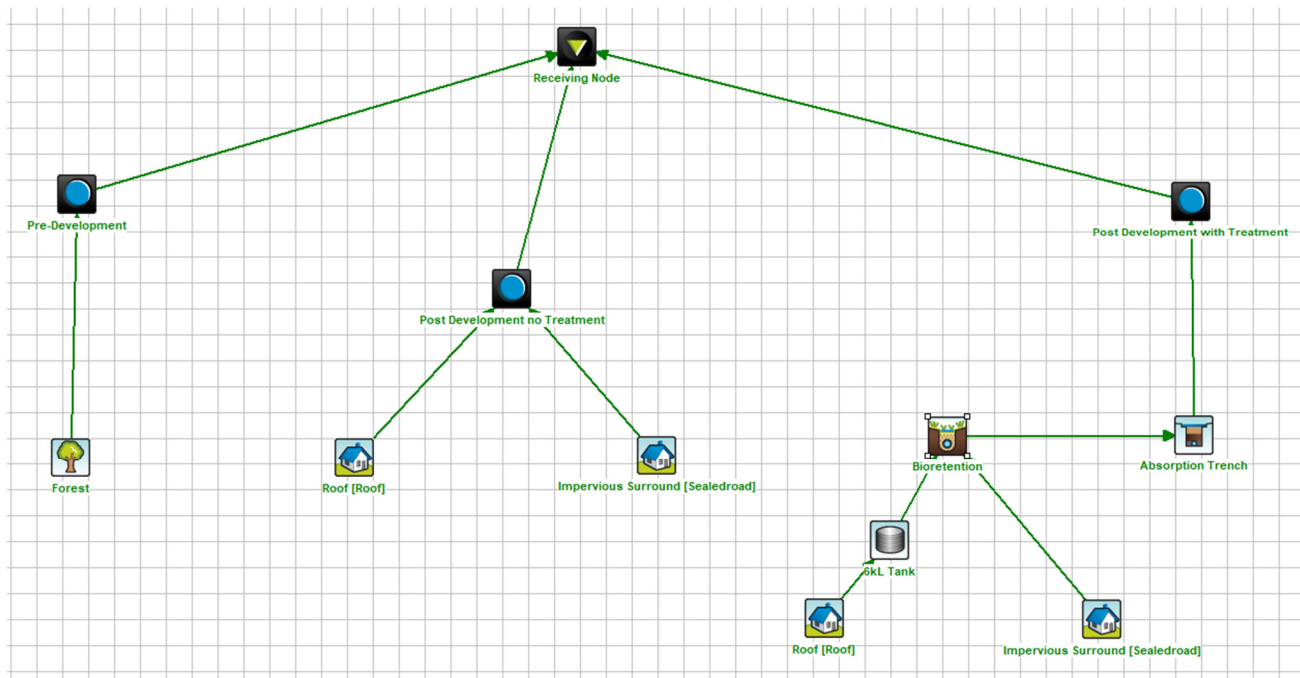 Receiving Node
Pre-Development
Post Development with Treatment
Post Development no Treatment
Forest
Roof [Roof]
Impervious Surround [Sealedroad]
Bioretention
Absorption Trench
6kL Tank
Roof [Roof]
Impervious Surround [Sealedroad]